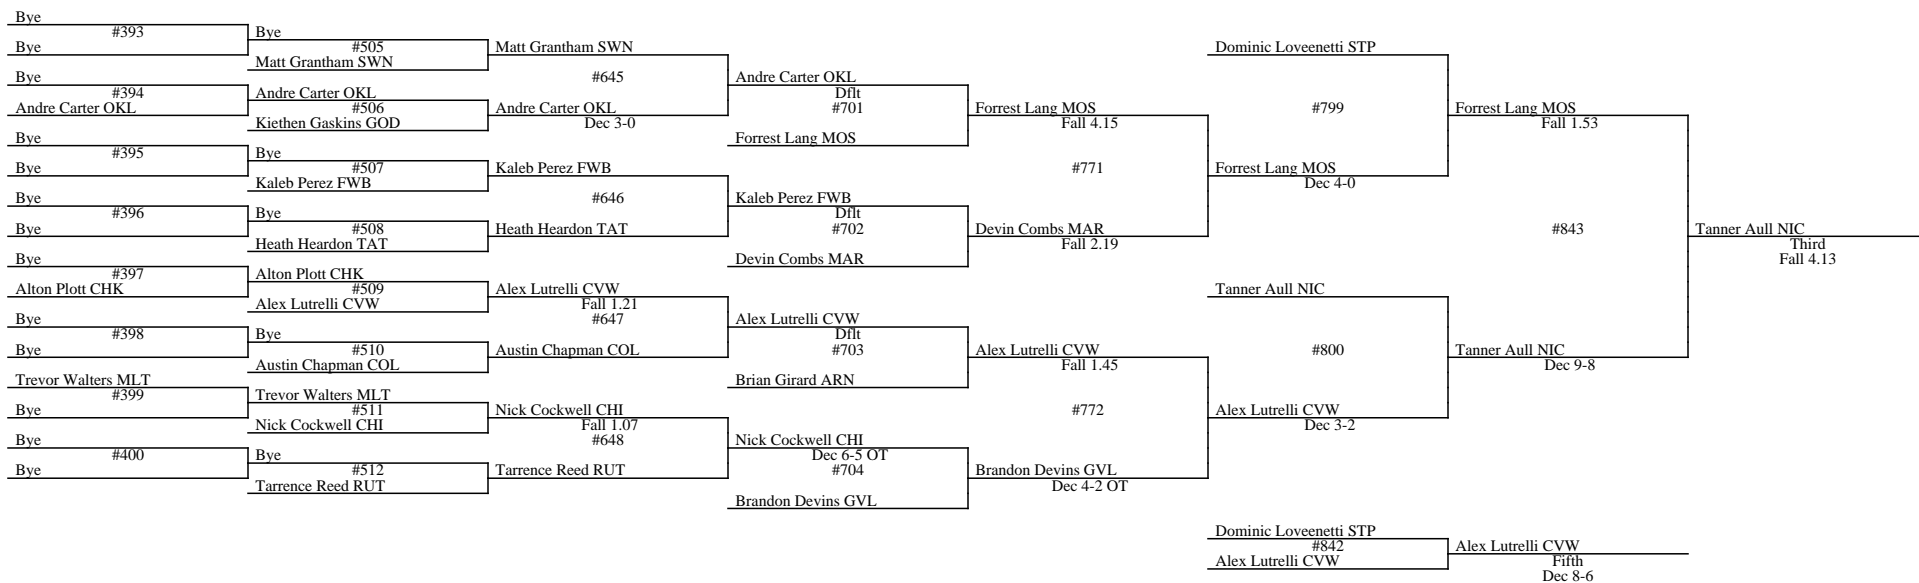 Bye
#393
Bye
Bye
#394
Andre Carter OKL
Bye
#395
Bye
Bye
#396
Bye
Bye
#397
Alton Plott CHK
Bye
#398
Bye
Trevor Walters MLT
#399
Bye
Bye
#400
Bye
Bye
#505
Matt Grantham SWN
Andre Carter OKL
#506
Kiethen Gaskins GOD
Bye
#507
Kaleb Perez FWB
Bye
#508
Heath Heardon TAT
Alton Plott CHK
#509
Alex Lutrelli CVW
Bye
#510
Austin Chapman COL
Trevor Walters MLT
#511
Nick Cockwell CHI
Bye
#512
Tarrence Reed RUT
Matt Grantham SWN
#645
Andre Carter OKL
Dec 3-0
Kaleb Perez FWB
#646
Heath Heardon TAT
Alex Lutrelli CVW
Fall 1.21
#647
Austin Chapman COL
Nick Cockwell CHI
Fall 1.07
#648
Tarrence Reed RUT
Andre Carter OKL
Dflt
#701
Forrest Lang MOS
Kaleb Perez FWB
Dflt
#702
Devin Combs MAR
Alex Lutrelli CVW
Dflt
#703
Brian Girard ARN
Nick Cockwell CHI
Dec 6-5 OT
#704
Brandon Devins GVL
Forrest Lang MOS
Fall 4.15
#771
Devin Combs MAR
Fall 2.19
Alex Lutrelli CVW
Fall 1.45
#772
Brandon Devins GVL
Dec 4-2 OT
Dominic Loveenetti STP
#799
Forrest Lang MOS
Dec 4-0
Tanner Aull NIC
#800
Alex Lutrelli CVW
Dec 3-2
Forrest Lang MOS
Fall 1.53
#843
Tanner Aull NIC
Dec 9-8
Tanner Aull NIC
Third
Fall 4.13
Dominic Loveenetti STP
#842
Alex Lutrelli CVW
Alex Lutrelli CVW
Fifth
Dec 8-6